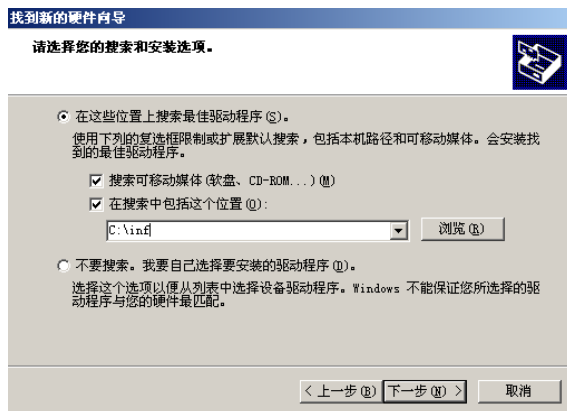 找到新的硬件向导
请选择您的搜索和安装选项。
在这些位置上搜索最佳驱动程序(S)。
使用下列的复选框限制或扩展默认搜索，包括本机路径和可移动媒体。会安装找
到的最佳驱动程序。
搜索可移动媒体(软盘、CD-ROM...)(M)
在搜索中包括这个位置(O):
C:\inf
浏览(R)
不要搜索。我要自己选择要安装的驱动程序(D)。
选择这个选项以便从列表中选择设备驱动程序。Windows 不能保证您所选择的驱
动程序与您的硬件最匹配。
< 上一步(B) 下一步(N) > 取消